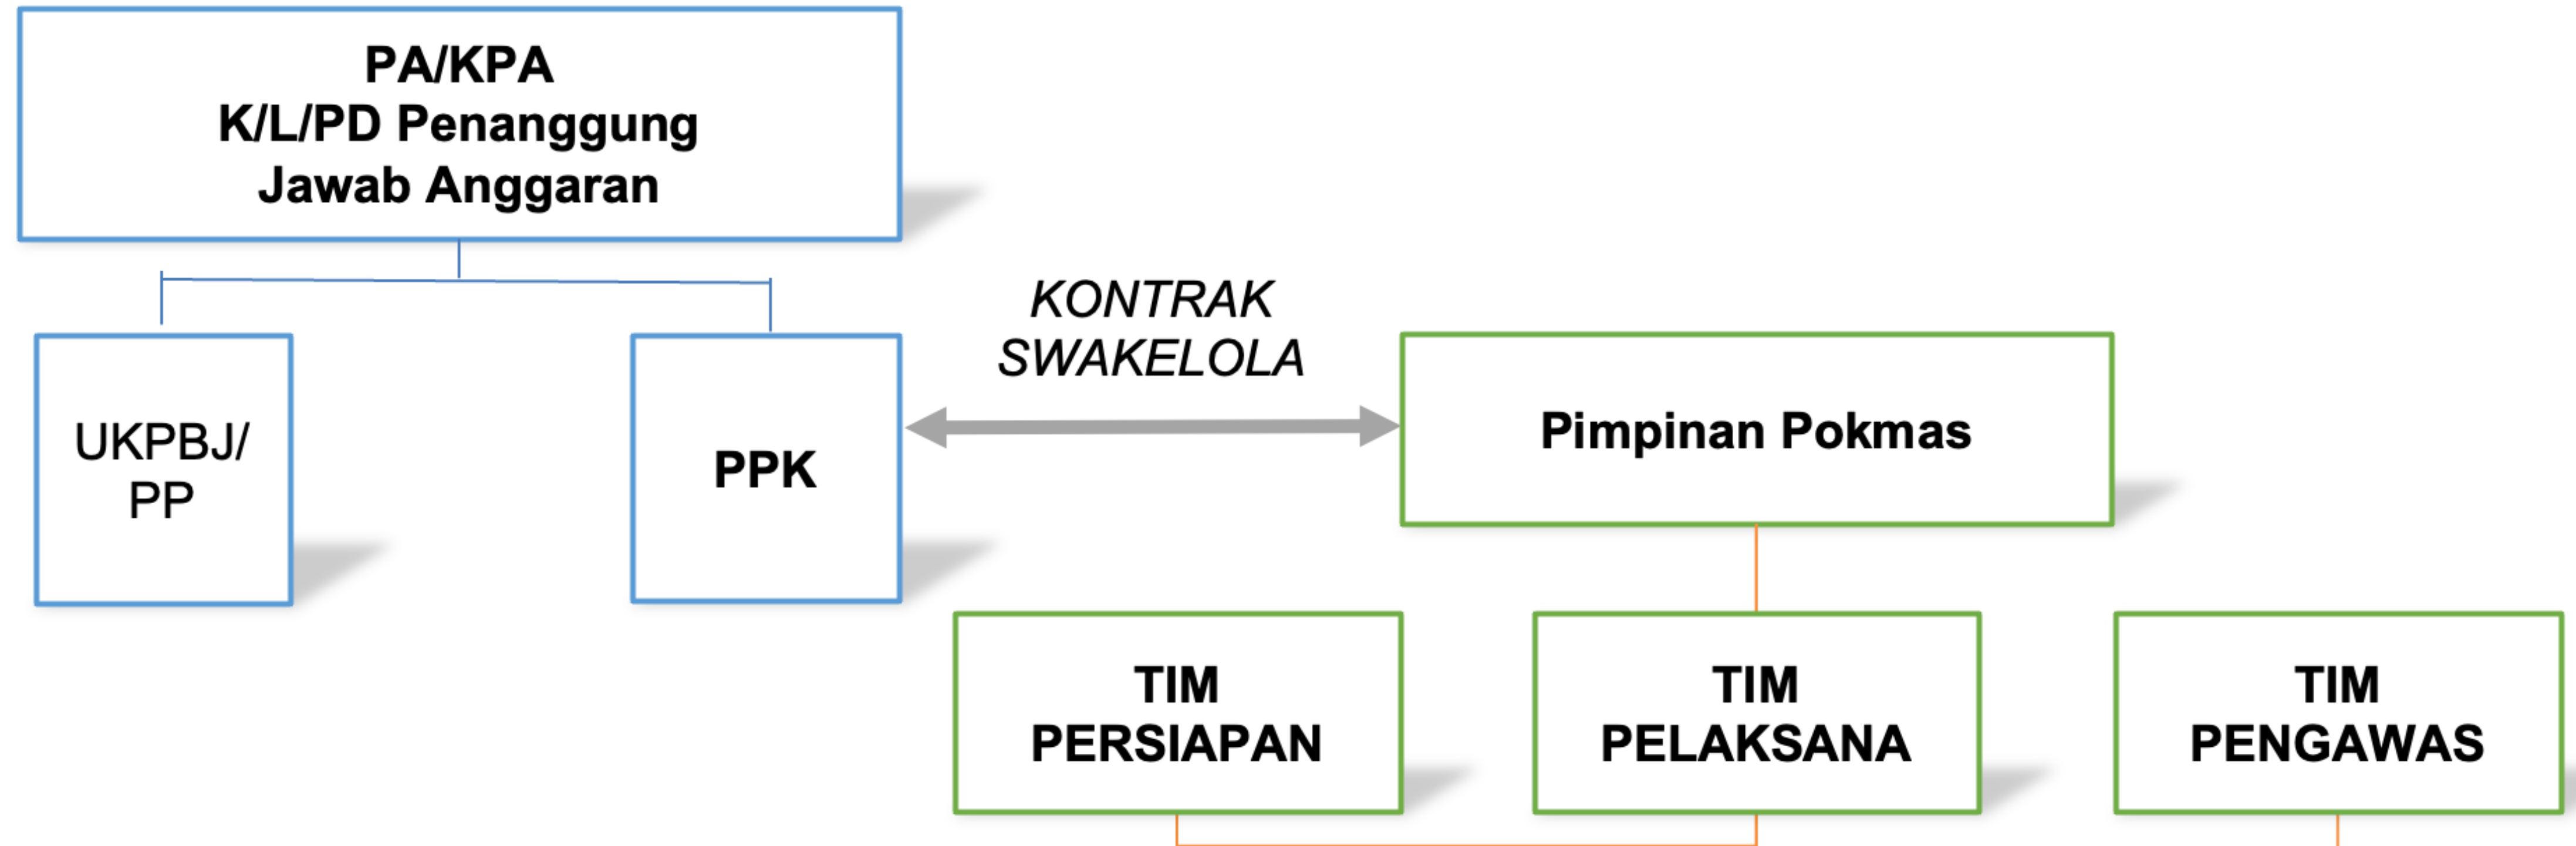 PA/KPA
K/L/PD Penanggung
Jawab Anggaran
KONTRAK
SWAKELOLA
UKPBJ/
PP
PPK
Pimpinan Pokmas
TIM
PERSIAPAN
TIM
PELAKSANA
TIM
PENGAWAS